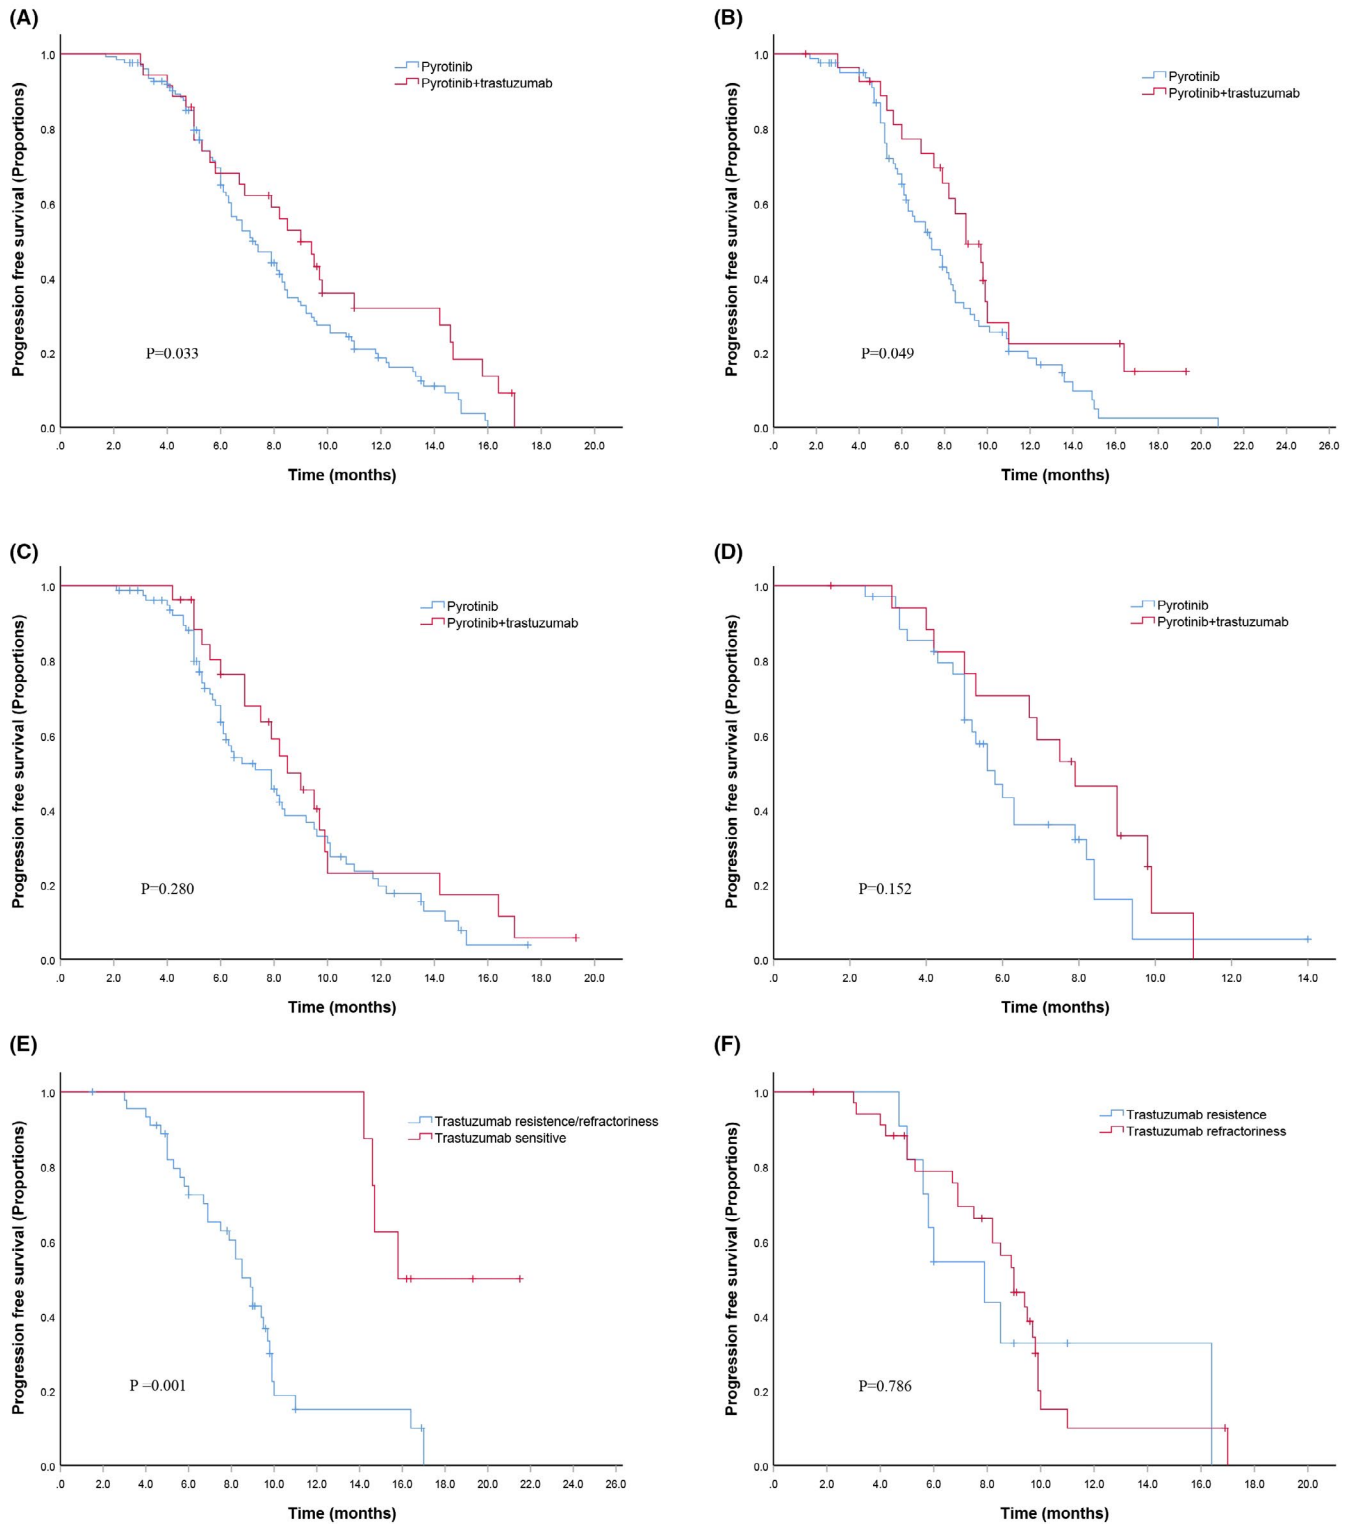 (A)
Progression free survival (Proportions)
1.0
0.8
0.6
0.4
0.2
0.0
Pyrotinib
Pyrotinib+trastuzumab
P=0.033
.0 2.0 4.0 6.0 8.0 10.0 12.0 14.0 16.0 18.0 20.0
Time (months)
(B)
Progression free survival (Proportions)
1.0
0.8
0.6
0.4
0.2
0.0
Pyrotinib
Pyrotinib+trastuzumab
P=0.049
.0 2.0 4.0 6.0 8.0 10.0 12.0 14.0 16.0 18.0 20.0 22.0 24.0 26.0
Time (months)
(C)
Progression free survival (Proportions)
1.0
0.8
0.6
0.4
0.2
0.0
Pyrotinib
Pyrotinib+trastuzumab
P=0.280
.0 2.0 4.0 6.0 8.0 10.0 12.0 14.0 16.0 18.0 20.0
Time (months)
(D)
Progression free survival (Proportions)
1.0
0.8
0.6
0.4
0.2
0.0
Pyrotinib
Pyrotinib+trastuzumab
P=0.152
.0 2.0 4.0 6.0 8.0 10.0 12.0 14.0
Time (months)
(E)
Progression free survival (Proportions)
1.0
0.8
0.6
0.4
0.2
0.0
Trastuzumab resistence/refractoriness
Trastuzumab sensitive
P =0.001
.0 2.0 4.0 6.0 8.0 10.0 12.0 14.0 16.0 18.0 20.0 22.0 24.0 26.0
Time (months)
(F)
Progression free survival (Proportions)
1.0
0.8
0.6
0.4
0.2
0.0
Trastuzumab resistence
Trastuzumab refractoriness
P=0.786
.0 2.0 4.0 6.0 8.0 10.0 12.0 14.0 16.0 18.0 20.0
Time (months)